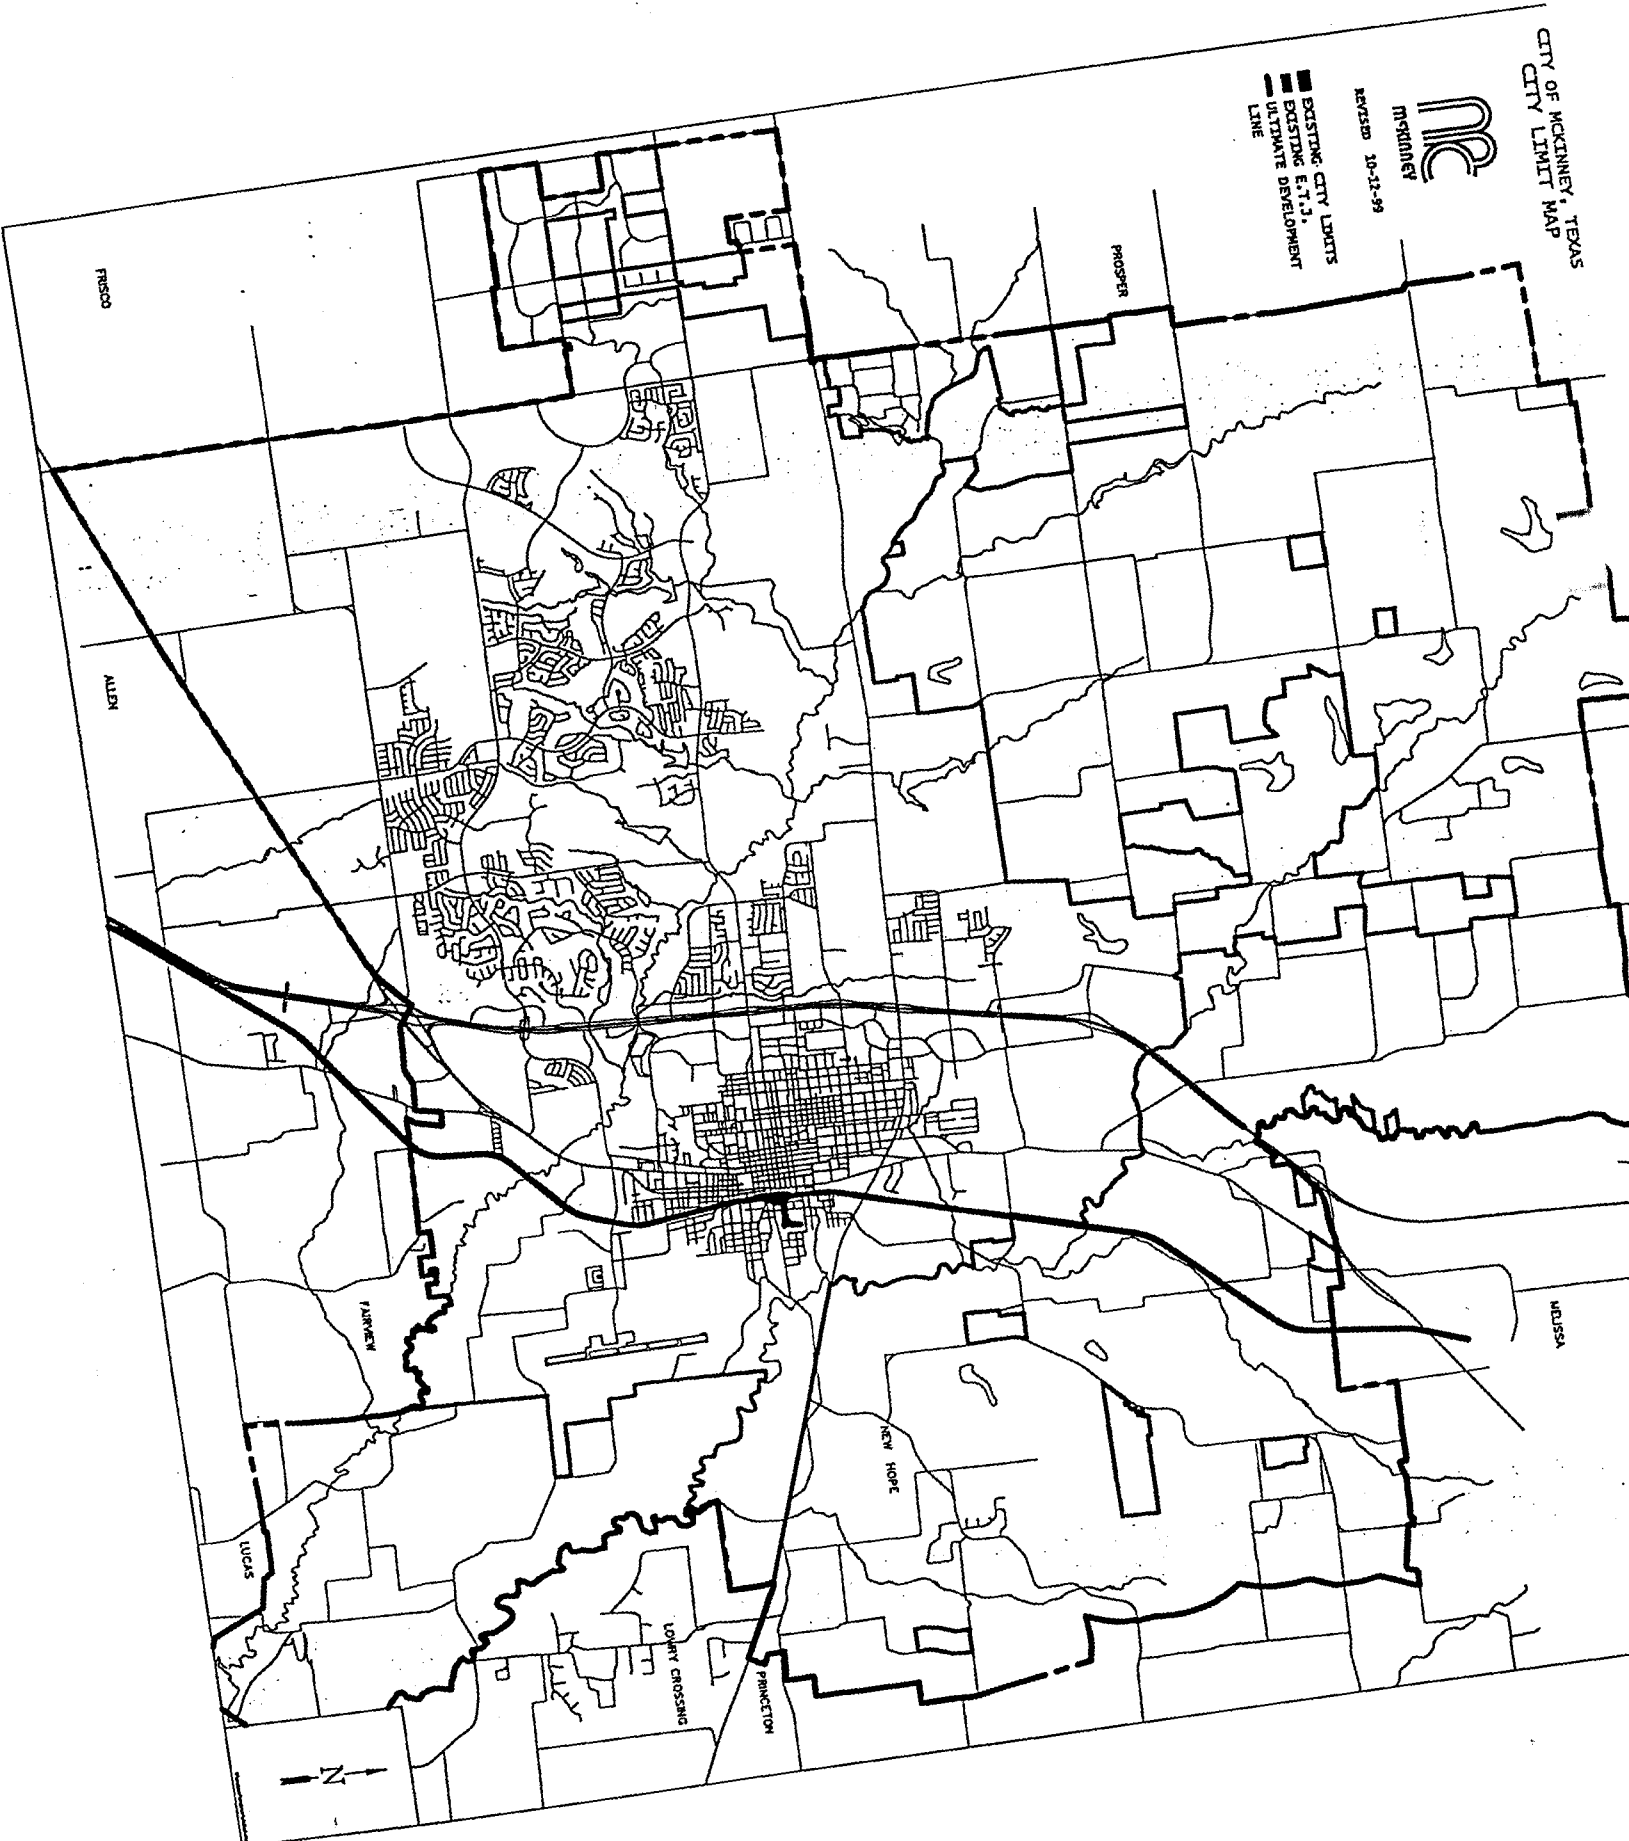 CITY OF MCKINNEY, TEXAS
CITY LIMIT MAP
MCKINNEY
REVISED 10-12-99
EXISTING CITY LIMITS
EXISTING E.T.J.
ULTIMATE DEVELOPMENT
LINE
PROSPER
FRISCO
ALLEN
MELISSA
FAIRVIEW
NEW HOPE
LUCAS
LOWRY CROSSING
PRINCETON
N